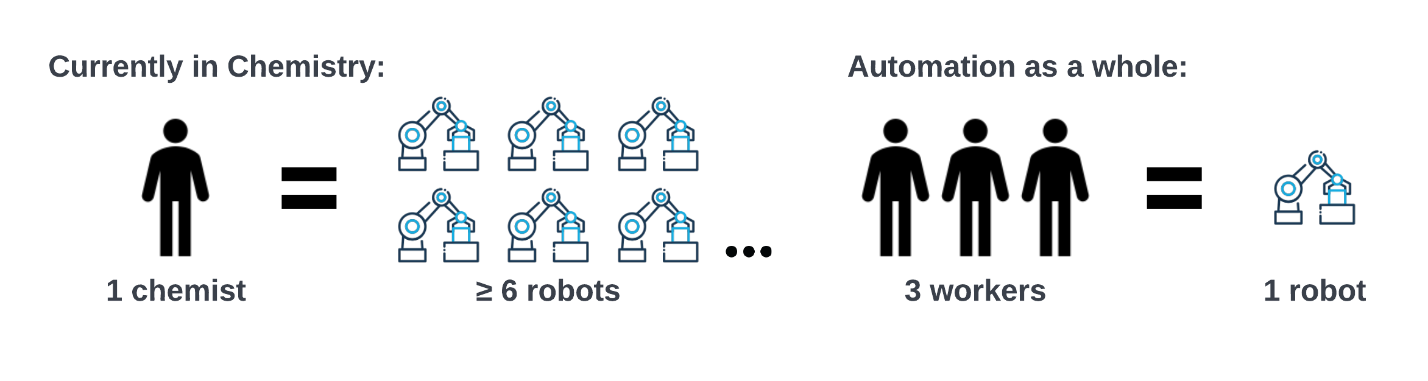 Currently in Chemistry:
Automation as a whole:
1 chemist
≥ 6 robots
3 workers
1 robot